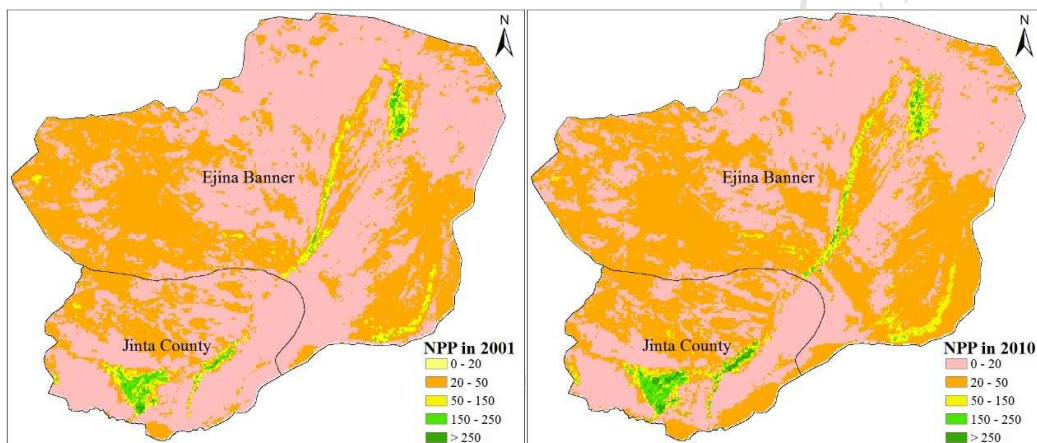 N
Ejina Banner
Jinta County
NPP in 2001
0 - 20
20 - 50
50 - 150
150 - 250
> 250
N
Ejina Banner
Jinta County
NPP in 2010
0 - 20
20 - 50
50 - 150
150 - 250
> 250